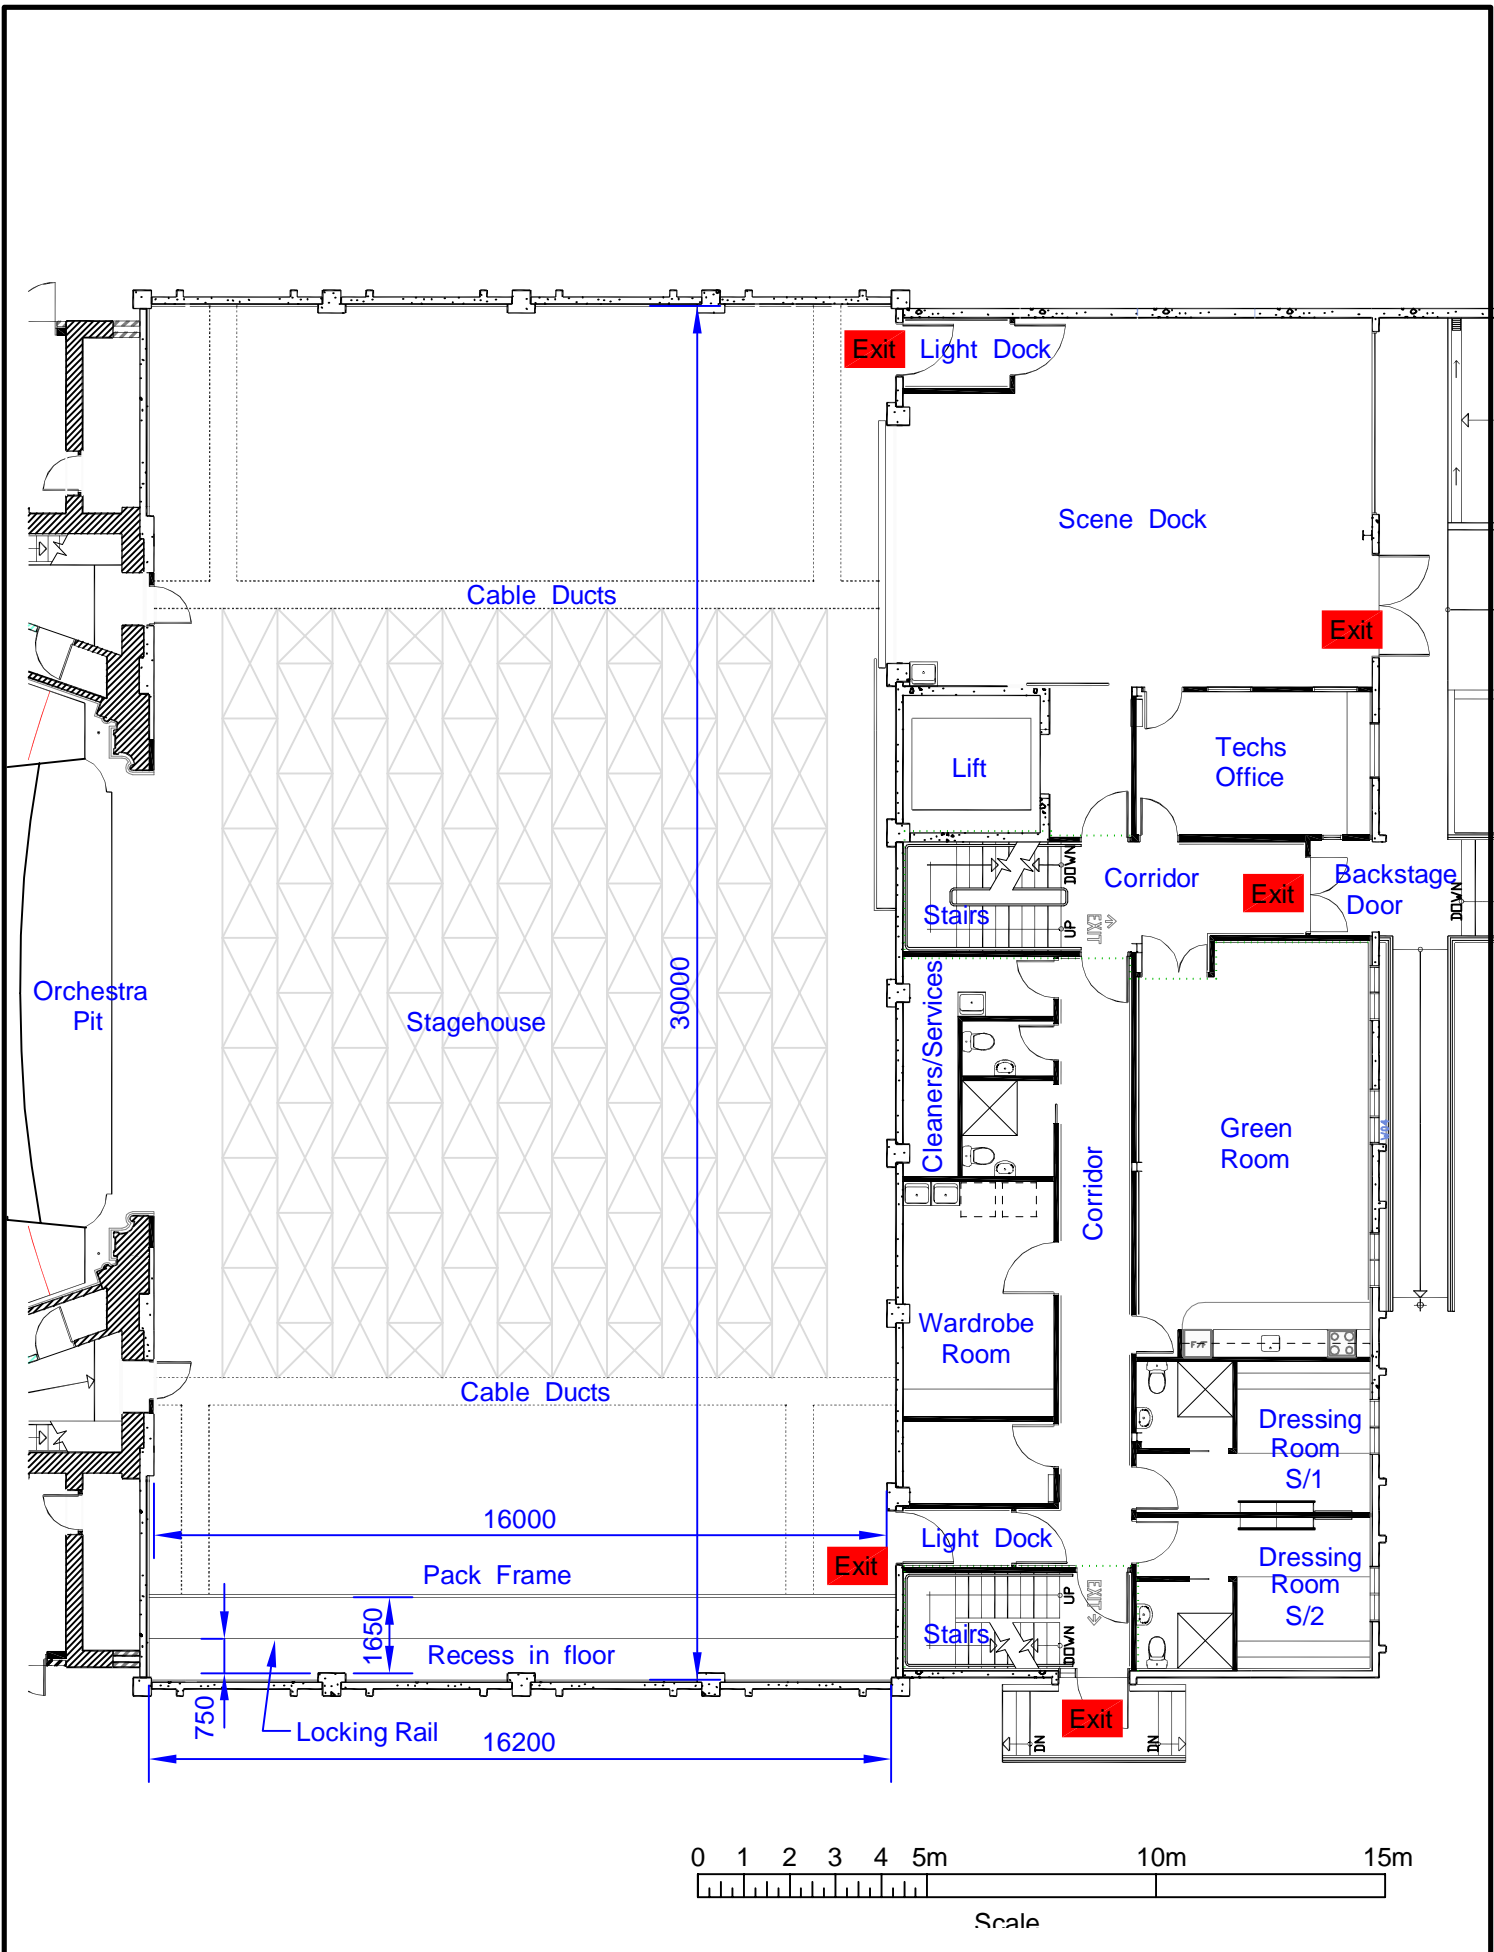 Exit
Light Dock
Scene Dock
Cable Ducts
Exit
Techs
Office
Lift
DOWN
Corridor
Backstage
Door
Exit
DOWN
Stairs
UP
EXIT
Cleaners/Services
Orchestra
Pit
Stagehouse
30000
Green
Room
Corridor
Wardrobe
Room
F/F
Cable Ducts
Dressing
Room
S/1
16000
Light Dock
Exit
Dressing
Room
S/2
Pack Frame
UP
EXIT
Stairs
DOWN
1650
Recess in floor
750
Locking Rail
16200
Exit
DN
DN
0 1 2 3 4 5m 10m 15m
Scale